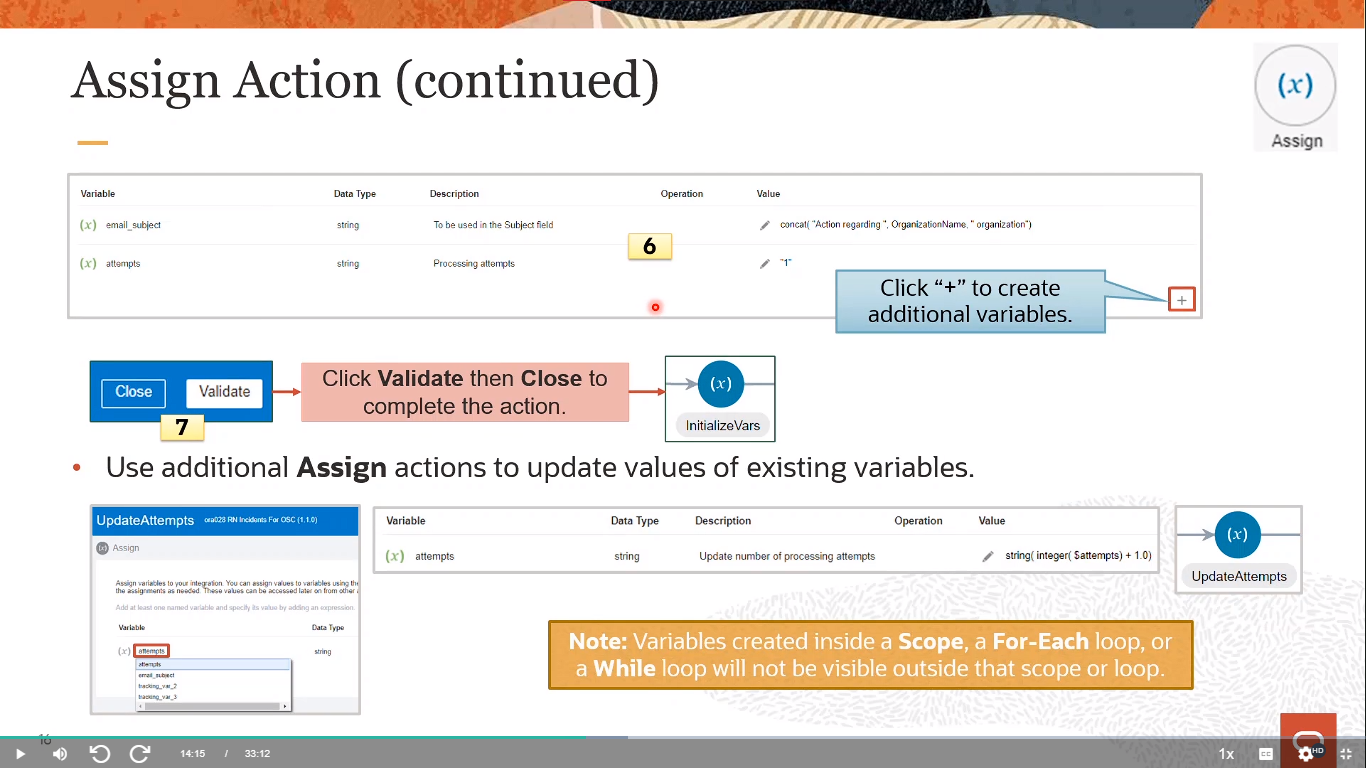 Assign Action (continued)
(x)
Assign
Variable Data Type Description Operation Value
(x) email_subject string To be used in the Subject field concat( "Action regarding ", OrganizationName, " organization")
6
(x) attempts string Processing attempts "1"
Click “+” to create
additional variables.
+
Close Validate
7
Click Validate then Close to
complete the action.
(x)
InitializeVars
• Use additional Assign actions to update values of existing variables.
UpdateAttempts ora028 RN Incidents For OSC (1.1.0)
(x) Assign
Assign variables to your integration. You can assign values to variables using the
the assignments as needed. These values can be accessed later on from other
Add at least one named variable and specify its value by adding an expression.
Variable Data Type
(x) attempts string
attempts
email_subject
tracking_var_2
tracking_var_3
Variable Data Type Description Operation Value
(x) attempts string Update number of processing attempts string( integer( $attempts) + 1.0)
(x)
UpdateAttempts
Note: Variables created inside a Scope, a For-Each loop, or
a While loop will not be visible outside that scope or loop.
16
14:15 / 33:12
1x
CC
HD